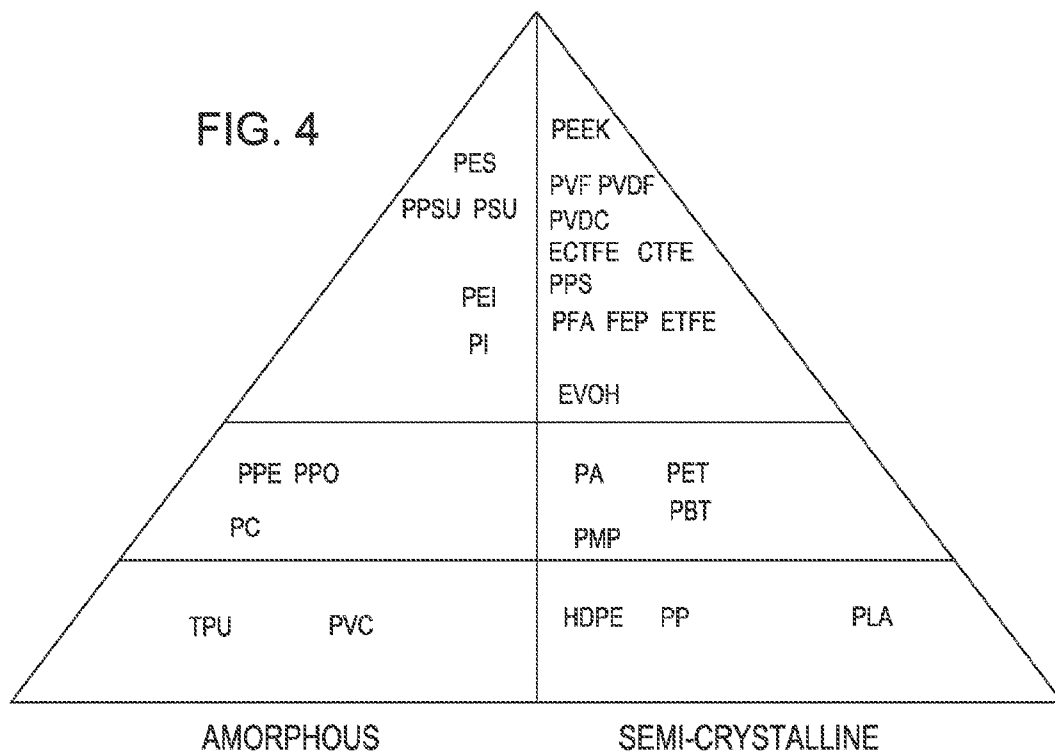 FIG. 4
PES
PPSU PSU
PEI
PI
PEEK
PVF PVDF
PVDC
ECTFE CTFE
PPS
PFA FEP ETFE
EVOH
PPE PPO
PC
PA PET
PBT
PMP
TPU PVC
HDPE PP PLA
AMORPHOUS
SEMI-CRYSTALLINE